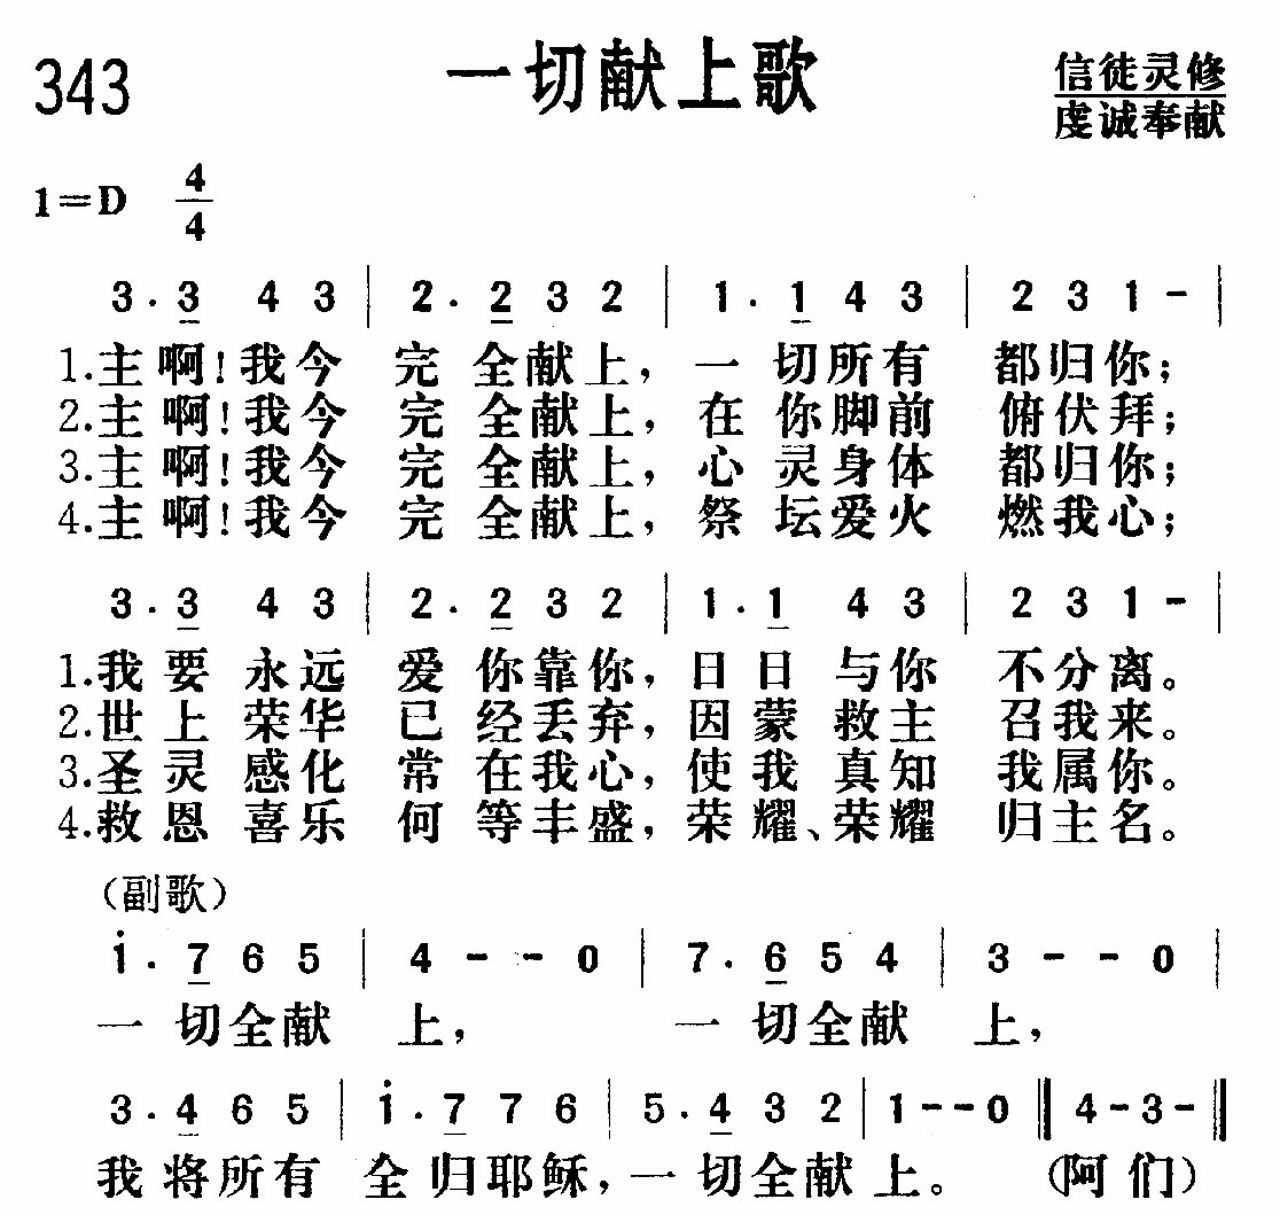 343
一切献上歌
信徒灵修
虔诚奉献
1=D 4/4
3·3 4 3 | 2·2 3 2 | 1·1 4 3 | 2 3 1 - |
1.主啊!我今 完全献上, 一切所有 都归你;
2.主啊!我今 完全献上, 在你脚前 俯伏拜;
3.主啊!我今 完全献上, 心灵身体 都归你;
4.主啊!我今 完全献上, 祭坛爱火 燃我心;
3·3 4 3 | 2·2 3 2 | 1·1 4 3 | 2 3 1 - |
1.我要永远 爱你靠你, 日日与你 不分离。
2.世上荣华 已经丢弃, 因蒙救主 召我来。
3.圣灵感化 常在我心, 使我真知 我属你。
4.救恩喜乐 何等丰盛, 荣耀、荣耀 归主名。
(副歌)
i·7 6 5 | 4 - - 0 | 7·6 5 4 | 3 - - 0 |
一切全献 上, 一切全献 上,
3·4 6 5 | i·7 7 6 | 5·4 3 2 | 1 - - 0 ‖ 4 - 3 - ‖
我将所有 全归耶稣, 一切全献上。 (阿们)